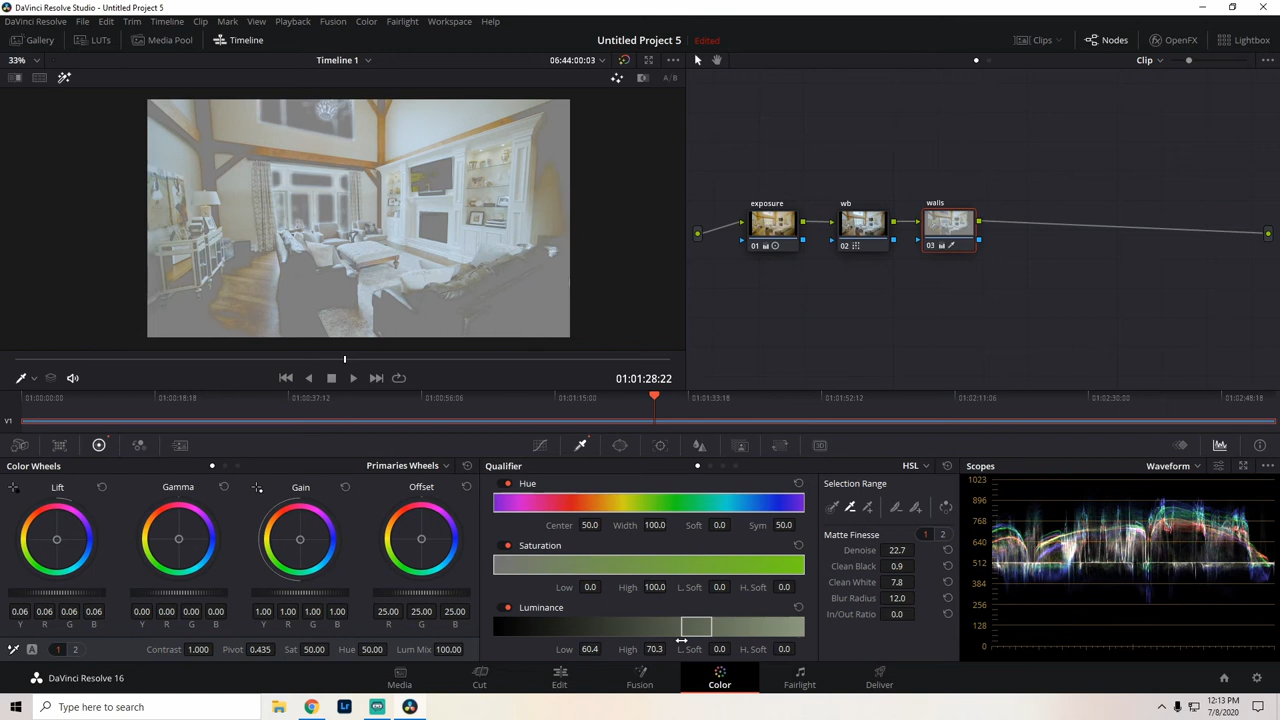 DaVinci Resolve Studio - Untitled Project 5
DaVinci Resolve File Edit Trim Timeline Clip Mark View Playback Fusion Color Fairlight Workspace Help
Gallery LUTs Media Pool Timeline Untitled Project 5 Edited Clips Nodes OpenFX Lightbox
33% Timeline 1 06:44:00:03 Clip
A/B
exposure wb walls
01 02 03
01:01:28:22
01:00:00:00 01:00:18:18 01:00:37:12 01:00:56:06 01:01:15:00 01:01:33:18 01:01:52:12 01:02:11:06 01:02:30:00 01:02:48:18
V1
Color Wheels Primaries Wheels Qualifier HSL Scopes Waveform
Lift Gamma Gain Offset
Hue
Center 50.0 Width 100.0 Soft 0.0 Sym 50.0
Saturation
Low 0.0 High 100.0 L. Soft 0.0 H. Soft 0.0
Luminance
Low 60.4 High 70.3 L. Soft 0.0 H. Soft 0.0
Selection Range
Matte Finesse 1 2
Denoise 22.7
Clean Black 0.9
Clean White 7.8
Blur Radius 12.0
In/Out Ratio 0.0
1023
896
768
640
512
384
256
128
0
0.06 0.06 0.06 0.06 0.00 0.00 0.00 0.00 1.00 1.00 1.00 1.00 25.00 25.00 25.00
Y R G B Y R G B Y R G B R G B
A 1 2 Contrast 1.000 Pivot 0.435 Sat 50.00 Hue 50.00 Lum Mix 100.00
DaVinci Resolve 16 Media Cut Edit Fusion Color Fairlight Deliver
Type here to search Lr 12:13 PM
7/8/2020